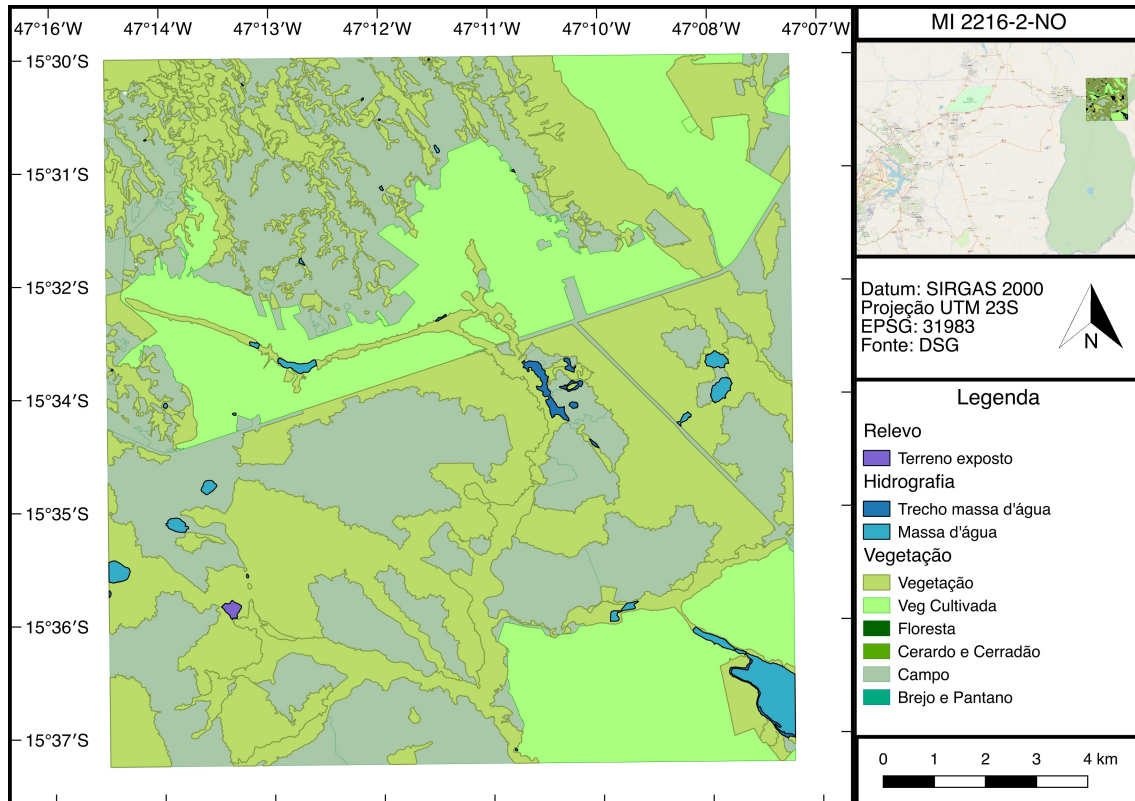 47°16'W 47°14'W 47°13'W 47°12'W 47°11'W 47°10'W 47°08'W 47°07'W
15°30'S
15°31'S
15°32'S
15°33'S
15°34'S
15°35'S
15°36'S
15°37'S
MI 2216-2-NO
Datum: SIRGAS 2000
Projeção UTM 23S
EPSG: 31983
Fonte: DSG
N
Legenda
Relevo
Terreno exposto
Hidrografia
Trecho massa d'água
Massa d'água
Vegetação
Vegetação
Veg Cultivada
Floresta
Cerardo e Cerradão
Campo
Brejo e Pantano
0 1 2 3 4 km